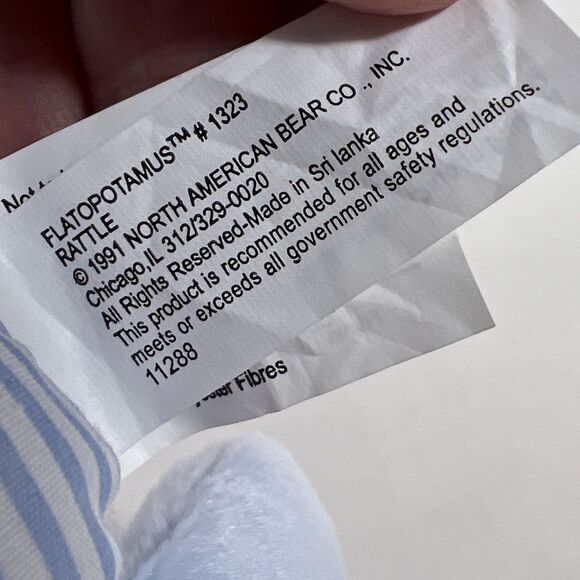 FLATOPOTAMUS™ # 1323
RATTLE
© 1991 NORTH AMERICAN BEAR CO ., INC.
Chicago,IL 312/329-0020
All Rights Reserved-Made in Sri lanka
This product is recommended for all ages and
meets or exceeds all government safety regulations.
11288
Fibres